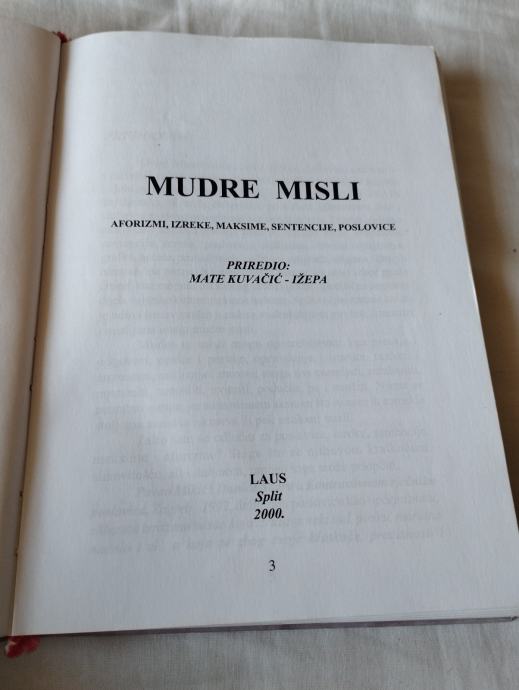 MUDRE MISLI
AFORIZMI, IZREKE, MAKSIME, SENTENCIJE, POSLOVICE
PRIREDIO:
MATE KUVAČIĆ - IŽEPA
LAUS
Split
2000.
3